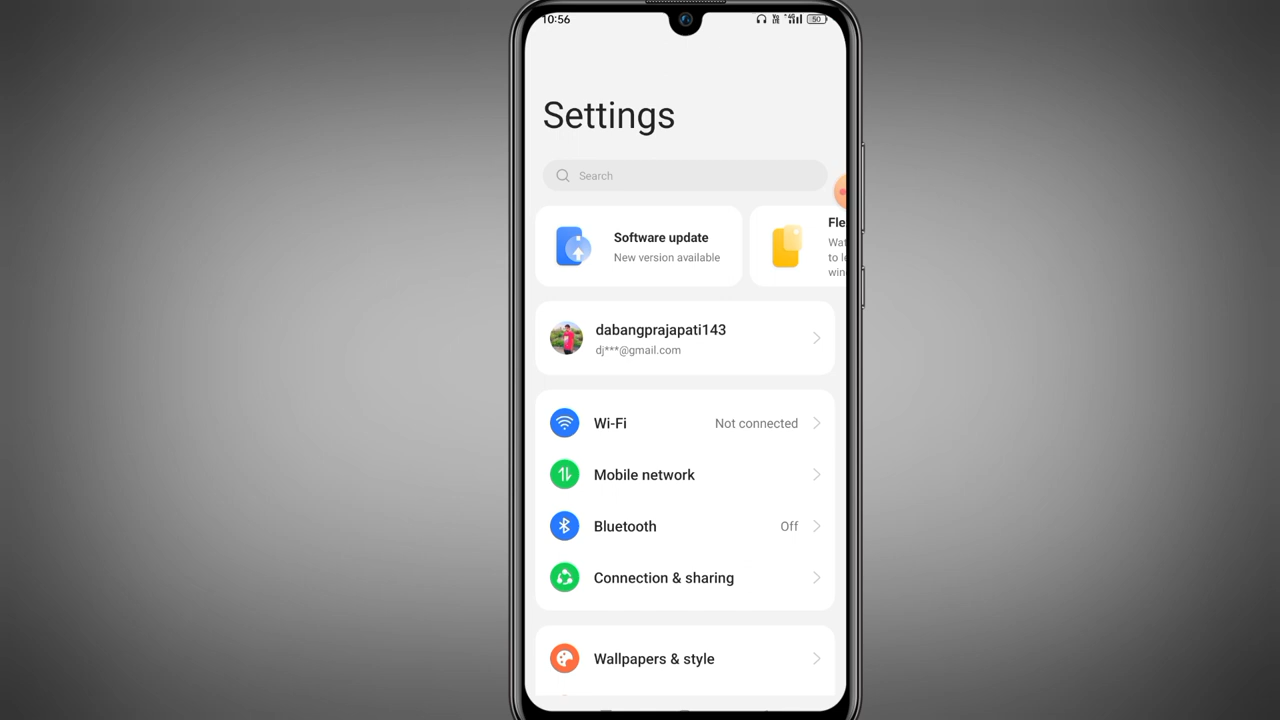 10:56
50
Settings
Search
Software update
New version available
dabangprajapati143
dj***@gmail.com
Wi-Fi Not connected
Mobile network
Bluetooth Off
Connection & sharing
Wallpapers & style